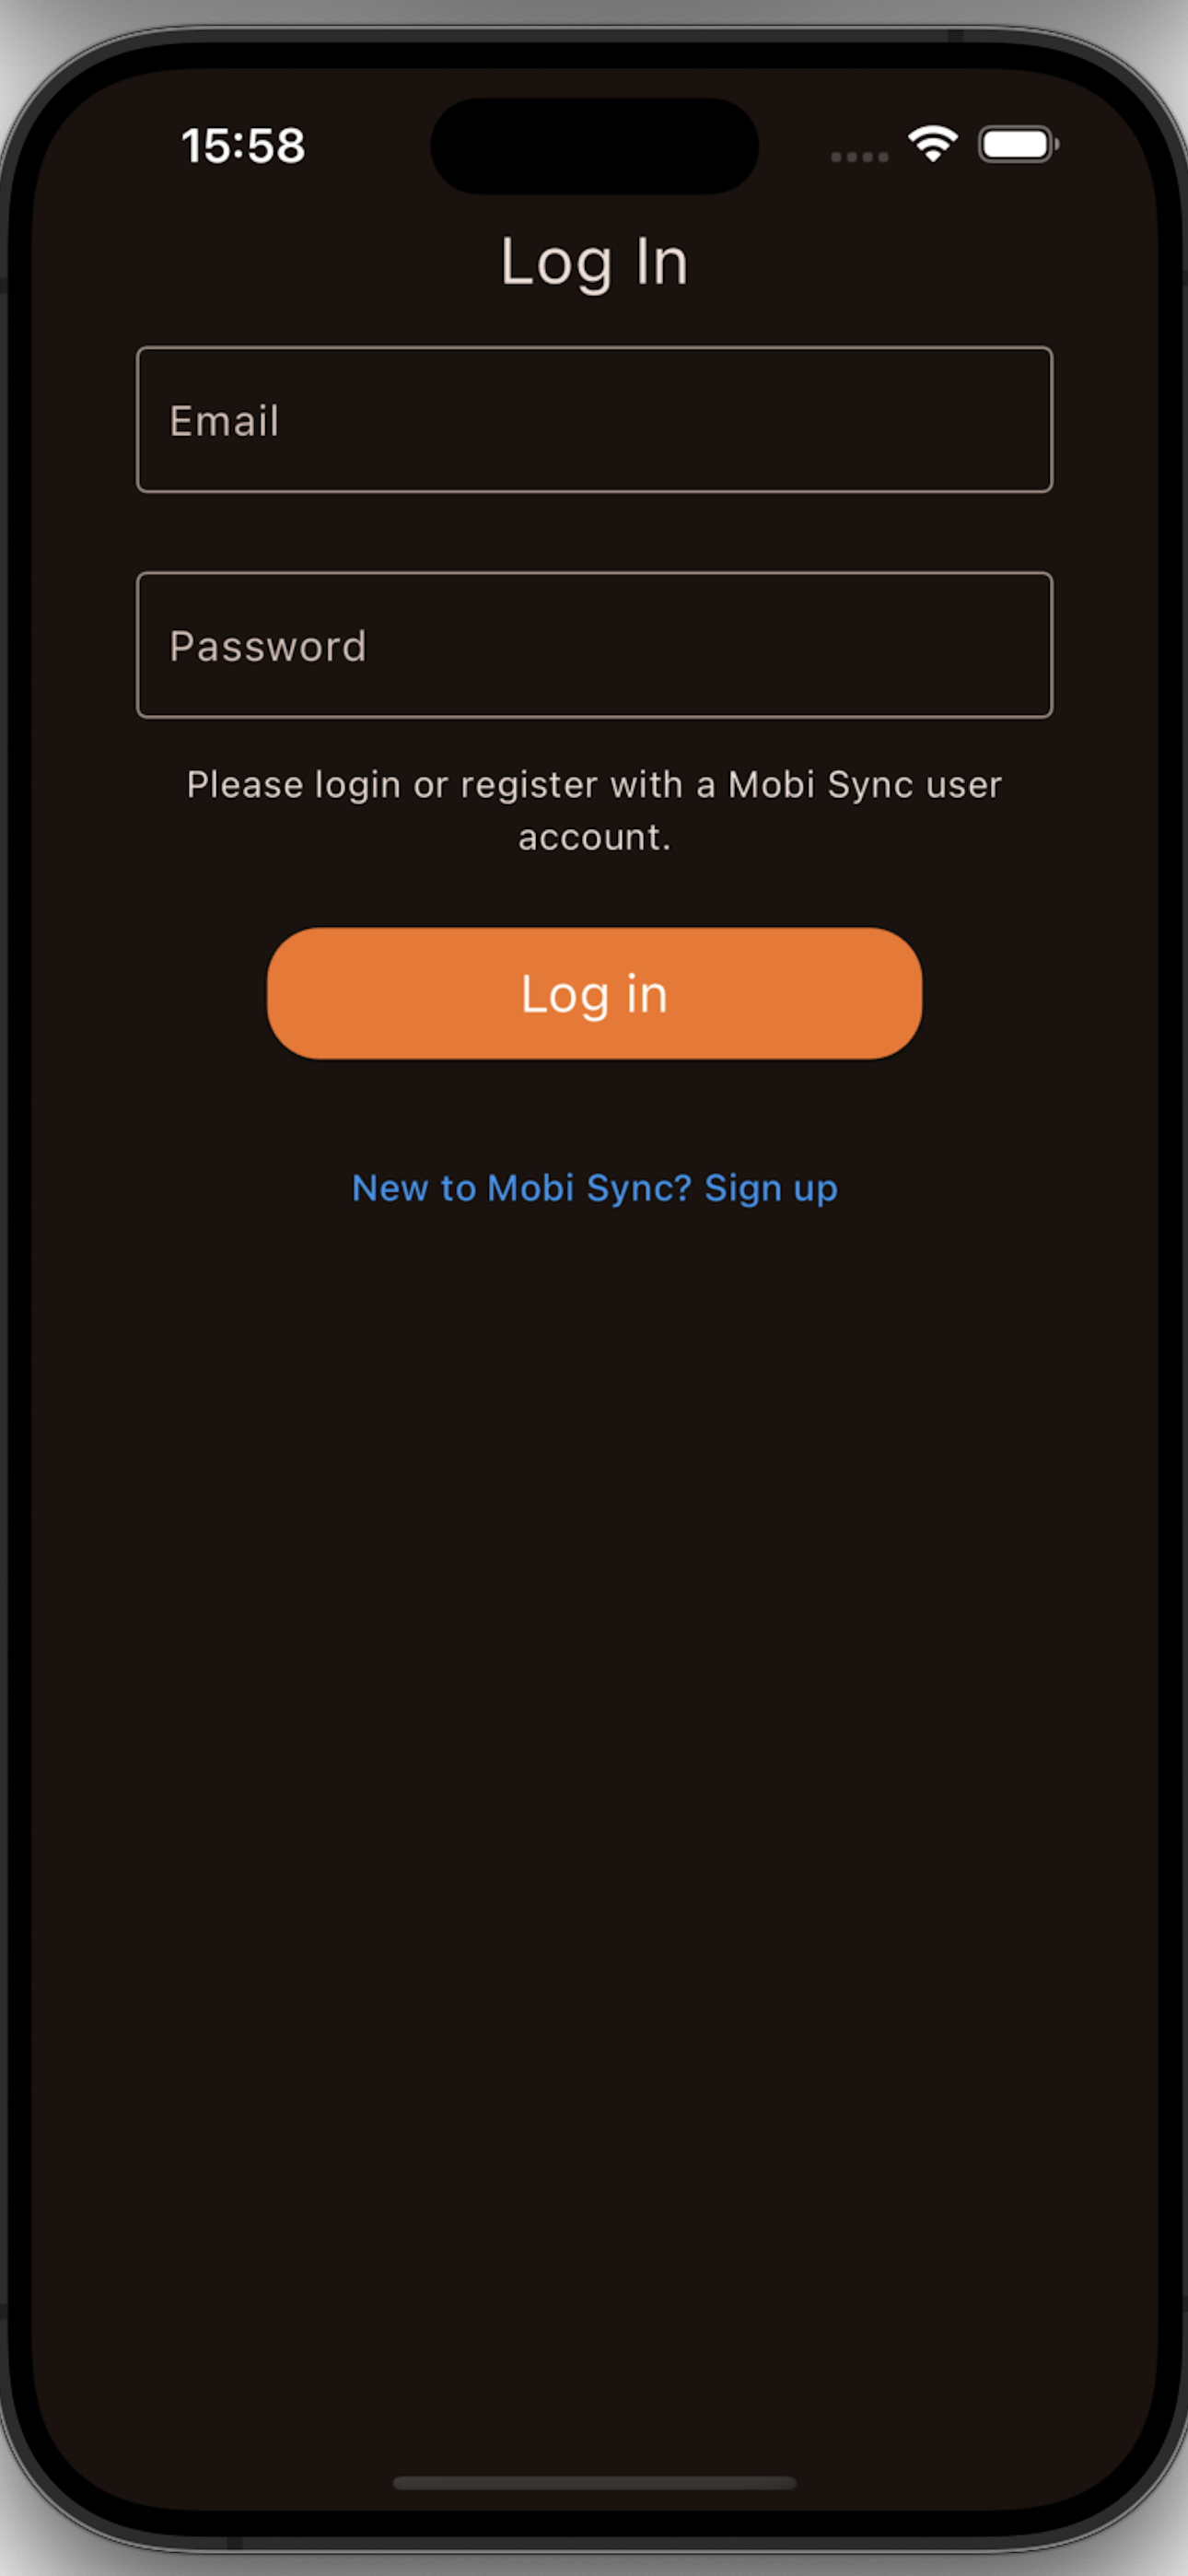 15:58
Log In
Email
Password
Please login or register with a Mobi Sync user
account.
Log in
New to Mobi Sync? Sign up